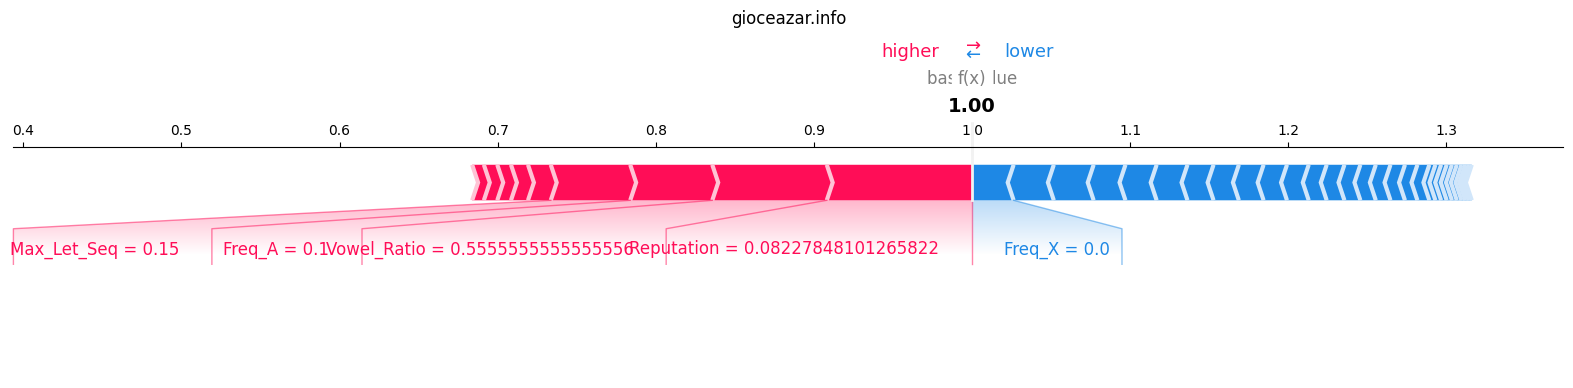 gioceazar.info
higher → lower
←
bas f(x) lue
1.00
0.4 0.5 0.6 0.7 0.8 0.9 1.0 1.1 1.2 1.3
Max_Let_Seq = 0.15 Freq_A = 0.1 Vowel_Ratio = 0.5555555555555556 Reputation = 0.08227848101265822 Freq_X = 0.0